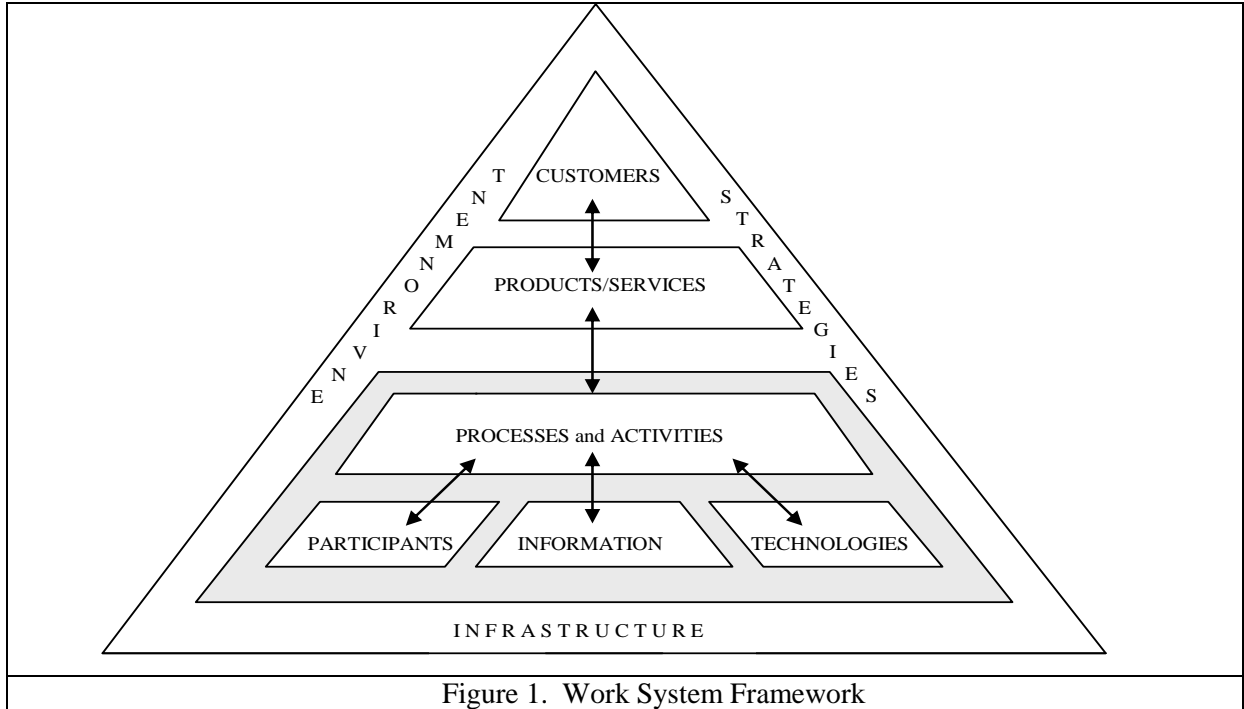 CUSTOMERS
ENVIRONMENT
STRATEGIES
PRODUCTS/SERVICES
PROCESSES and ACTIVITIES
PARTICIPANTS
INFORMATION
TECHNOLOGIES
INFRASTRUCTURE
Figure 1. Work System Framework